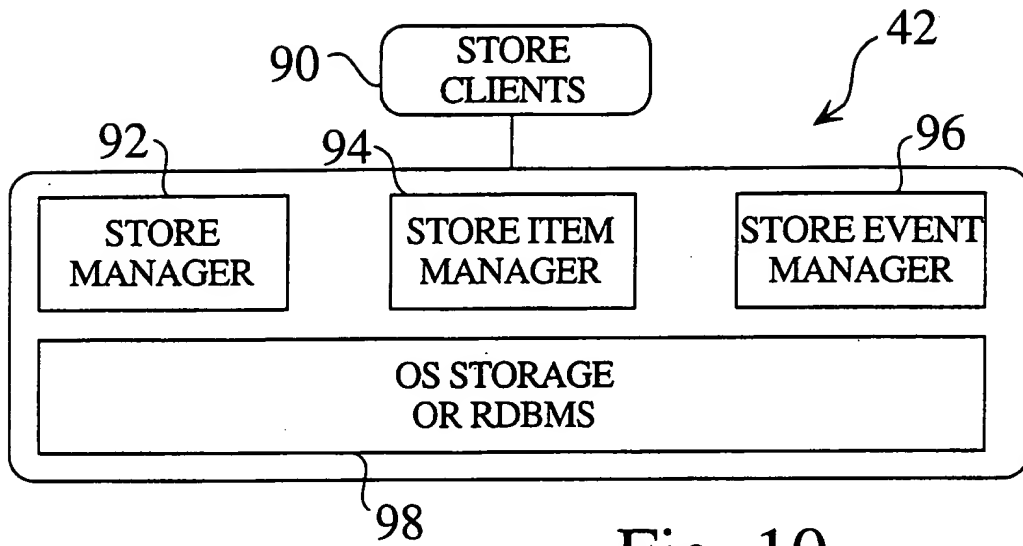 STORE
CLIENTS
90
42
92
94
96
STORE
MANAGER
STORE ITEM
MANAGER
STORE EVENT
MANAGER
OS STORAGE
OR RDBMS
98